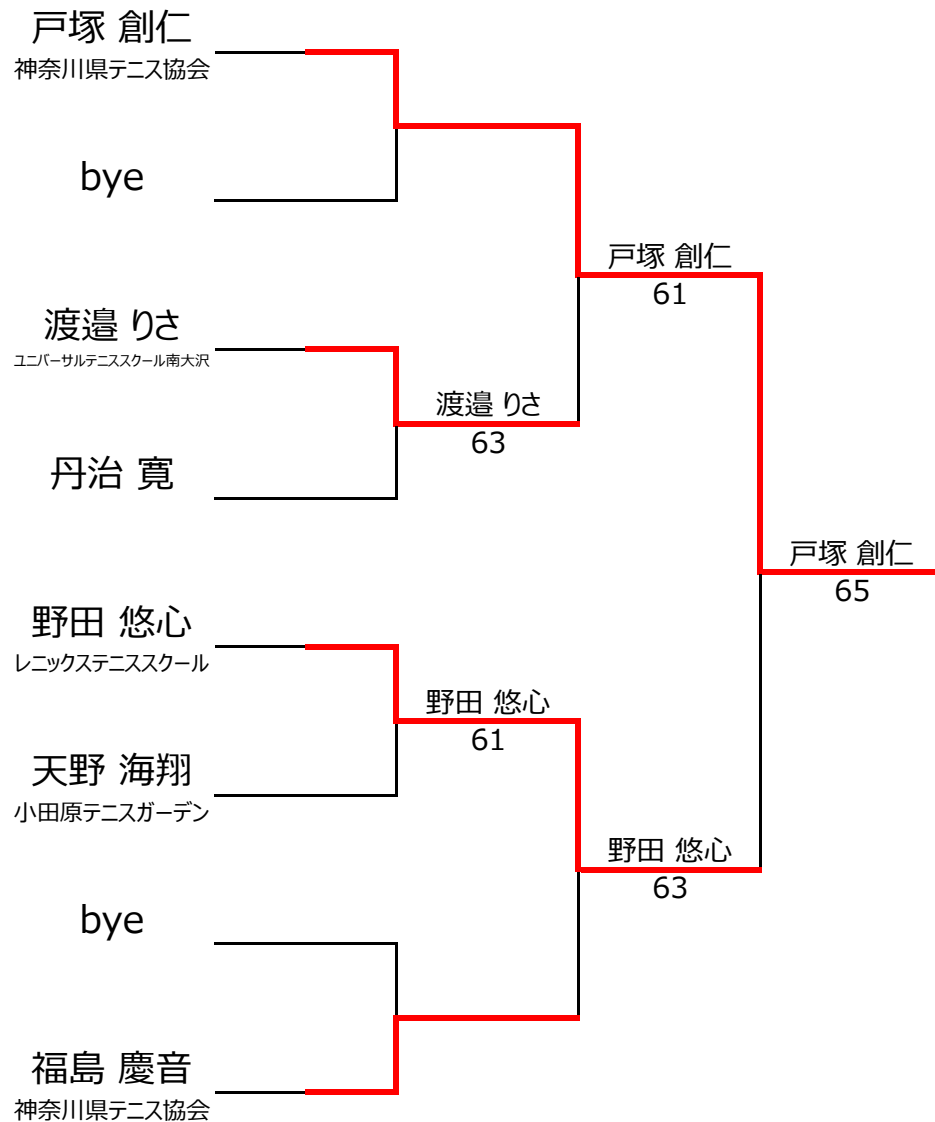 戸塚 創仁
神奈川県テニス協会
bye
戸塚 創仁
61
渡邉 りさ
ユニバーサルテニススクール南大沢
渡邉 りさ
63
丹治 寛
戸塚 創仁
65
野田 悠心
レニックステニススクール
野田 悠心
61
天野 海翔
小田原テニスガーデン
野田 悠心
63
bye
福島 慶音
神奈川県テニス協会